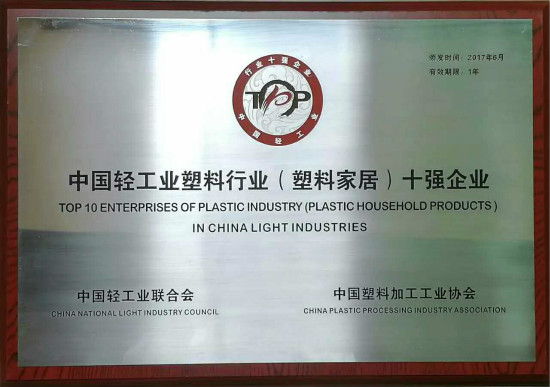 颁发时间：2017年6月
有效期限：1年
行业十强企业
TOP
中国轻工业
中国轻工业塑料行业（塑料家居）十强企业
TOP 10 ENTERPRISES OF PLASTIC INDUSTRY (PLASTIC HOUSEHOLD PRODUCTS )
IN CHINA LIGHT INDUSTRIES
中国轻工业联合会
CHINA NATIONAL LIGHT INDUSTRY COUNCIL
中国塑料加工工业协会
CHINA PLASTIC PROCESSING INDUSTRY ASSOCIATION